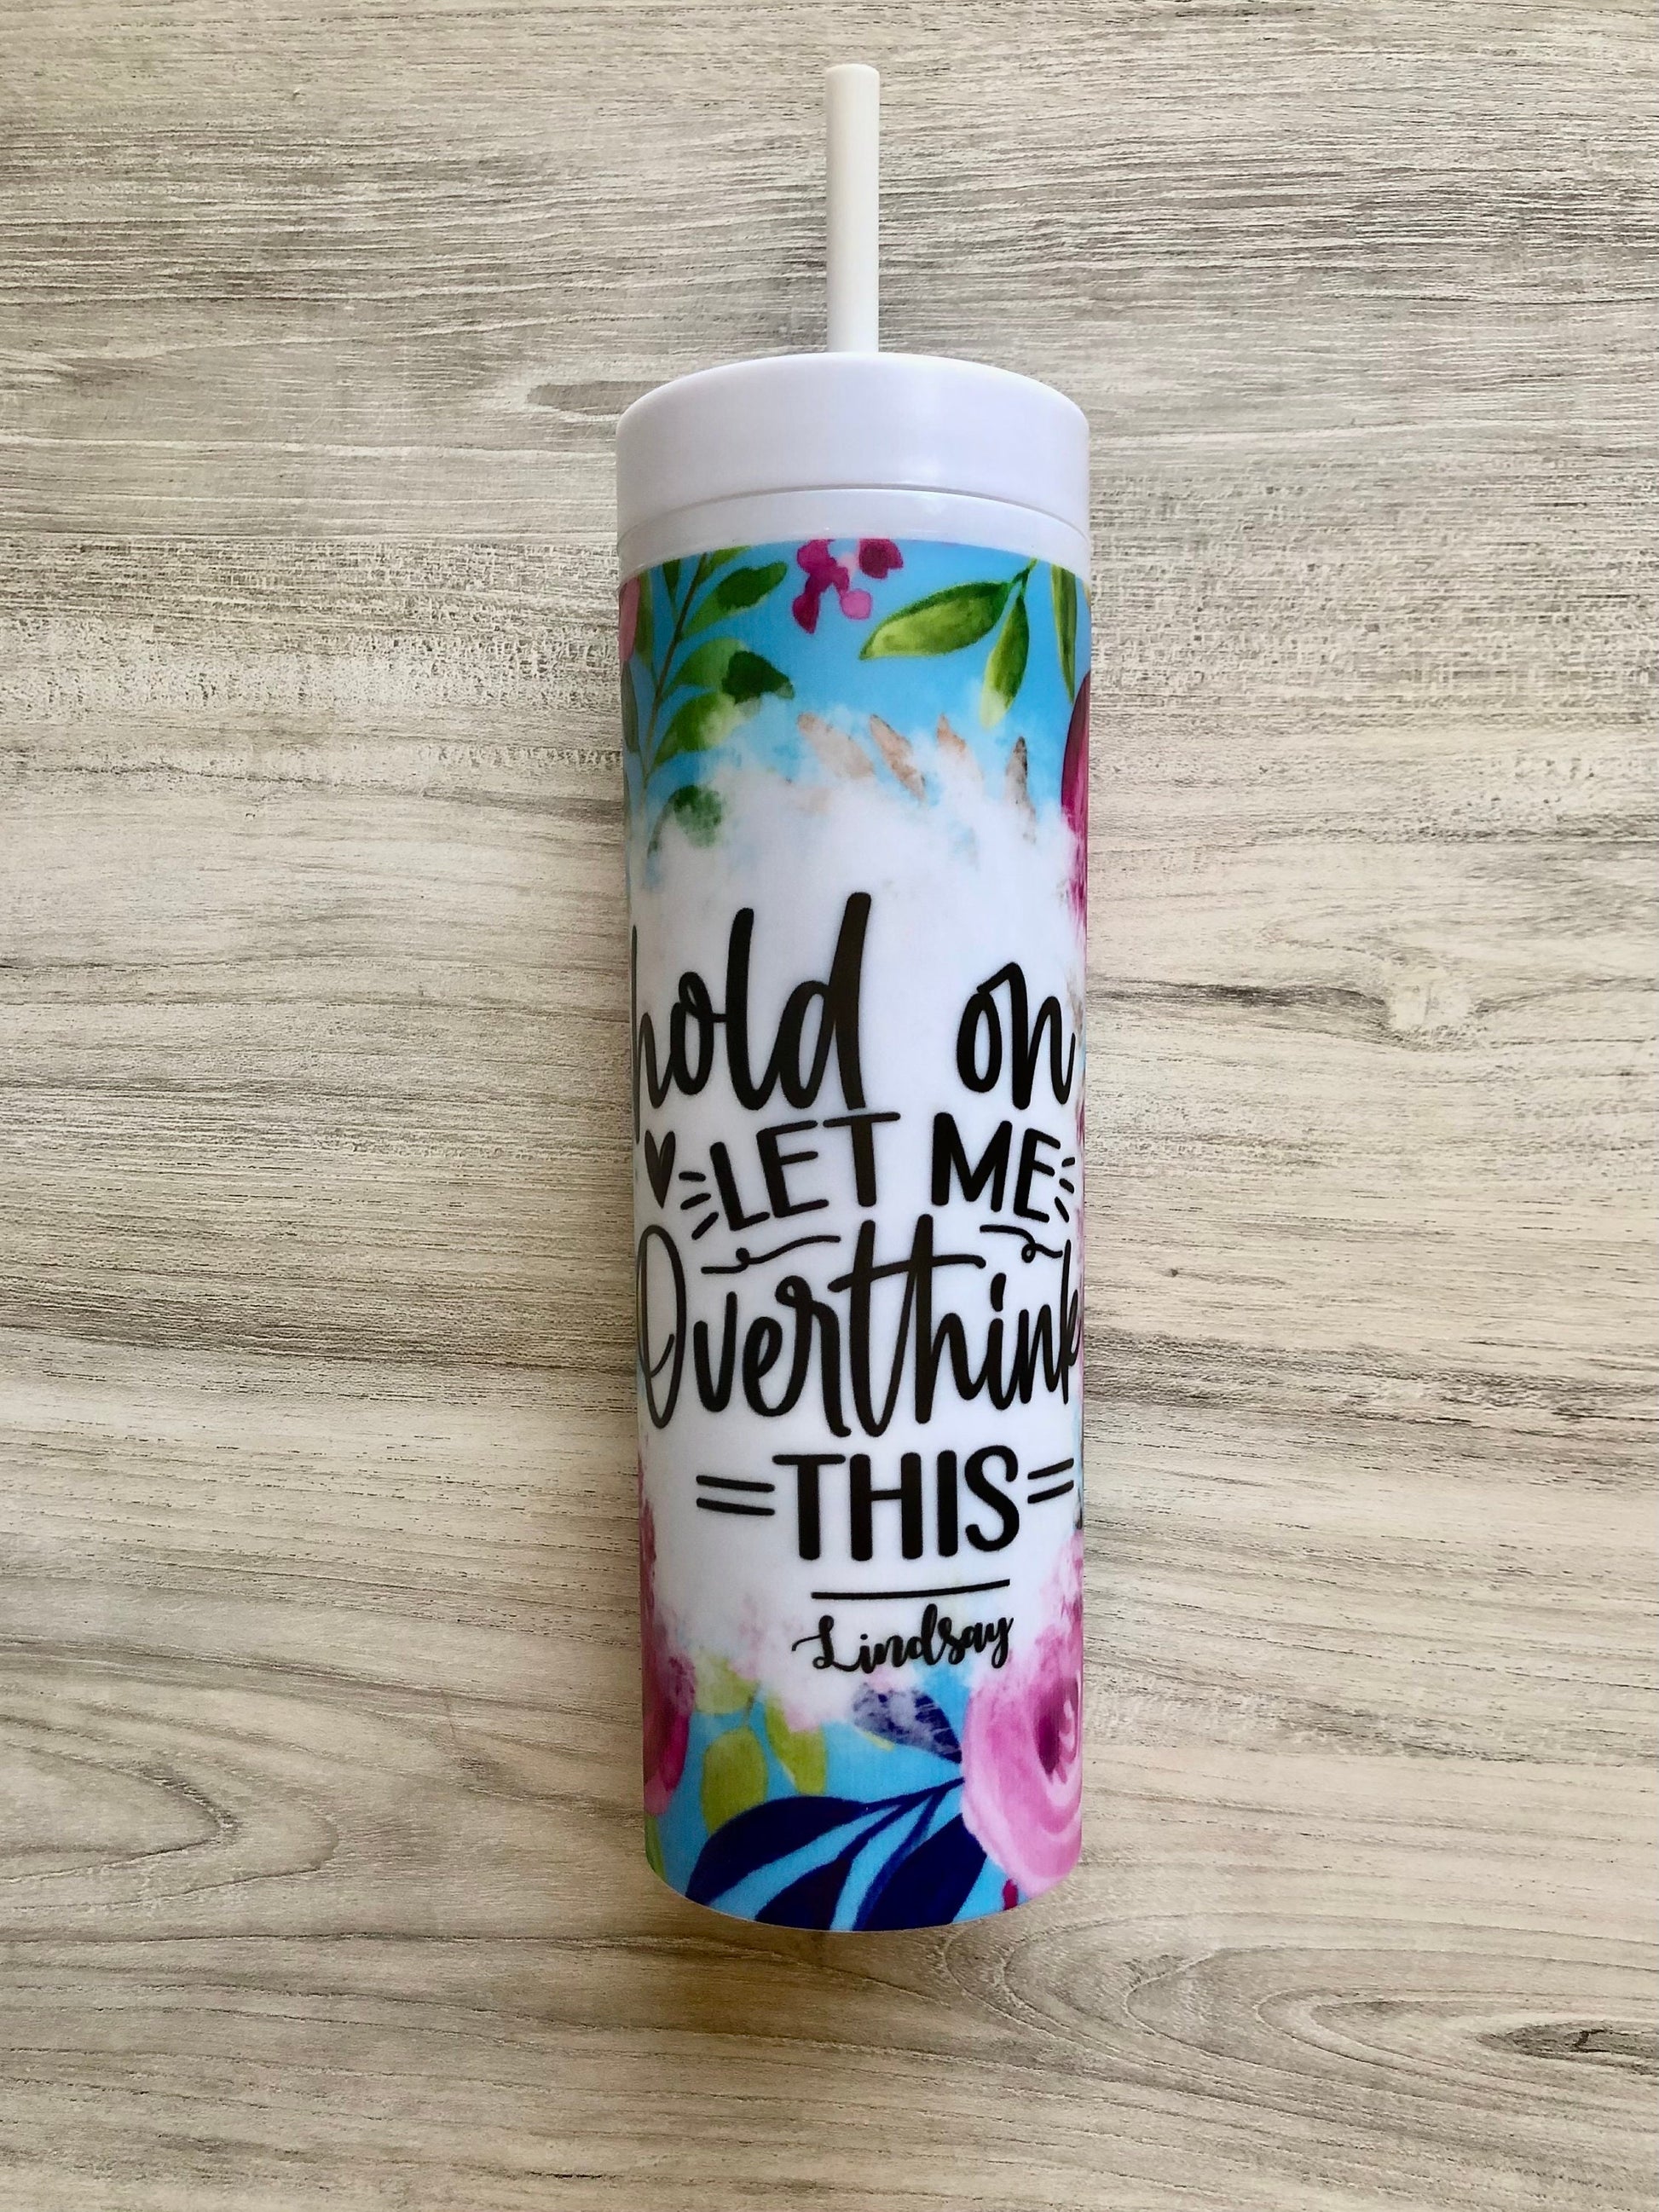 hold on
LET ME
Overthink
THIS
Lindsay